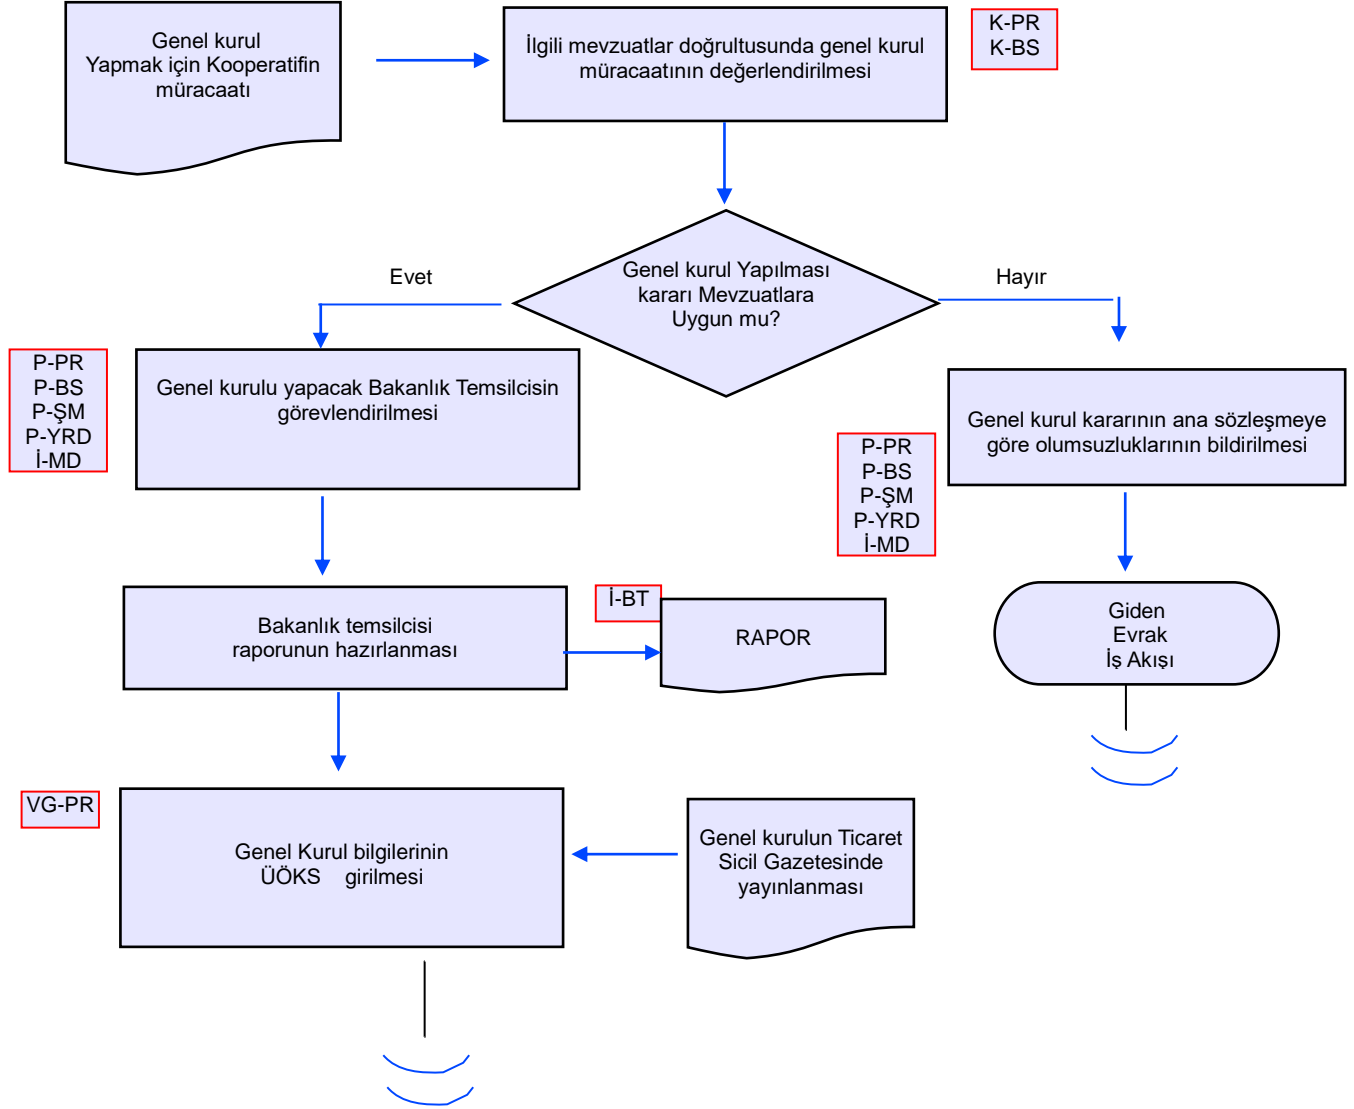 Genel kurul
Yapmak için Kooperatifin
müracaatı
İlgili mevzuatlar doğrultusunda genel kurul
müracaatının değerlendirilmesi
K-PR
K-BS
Genel kurul Yapılması
kararı Mevzuatlara
Uygun mu?
Evet
Hayır
P-PR
P-BS
P-ŞM
P-YRD
İ-MD
Genel kurulu yapacak Bakanlık Temsilcisin
görevlendirilmesi
Genel kurul kararının ana sözleşmeye
göre olumsuzluklarının bildirilmesi
P-PR
P-BS
P-ŞM
P-YRD
İ-MD
Bakanlık temsilcisi
raporunun hazırlanması
İ-BT
RAPOR
Giden
Evrak
İş Akışı
VG-PR
Genel Kurul bilgilerinin
ÜÖKS    girilmesi
Genel kurulun Ticaret
Sicil Gazetesinde
yayınlanması